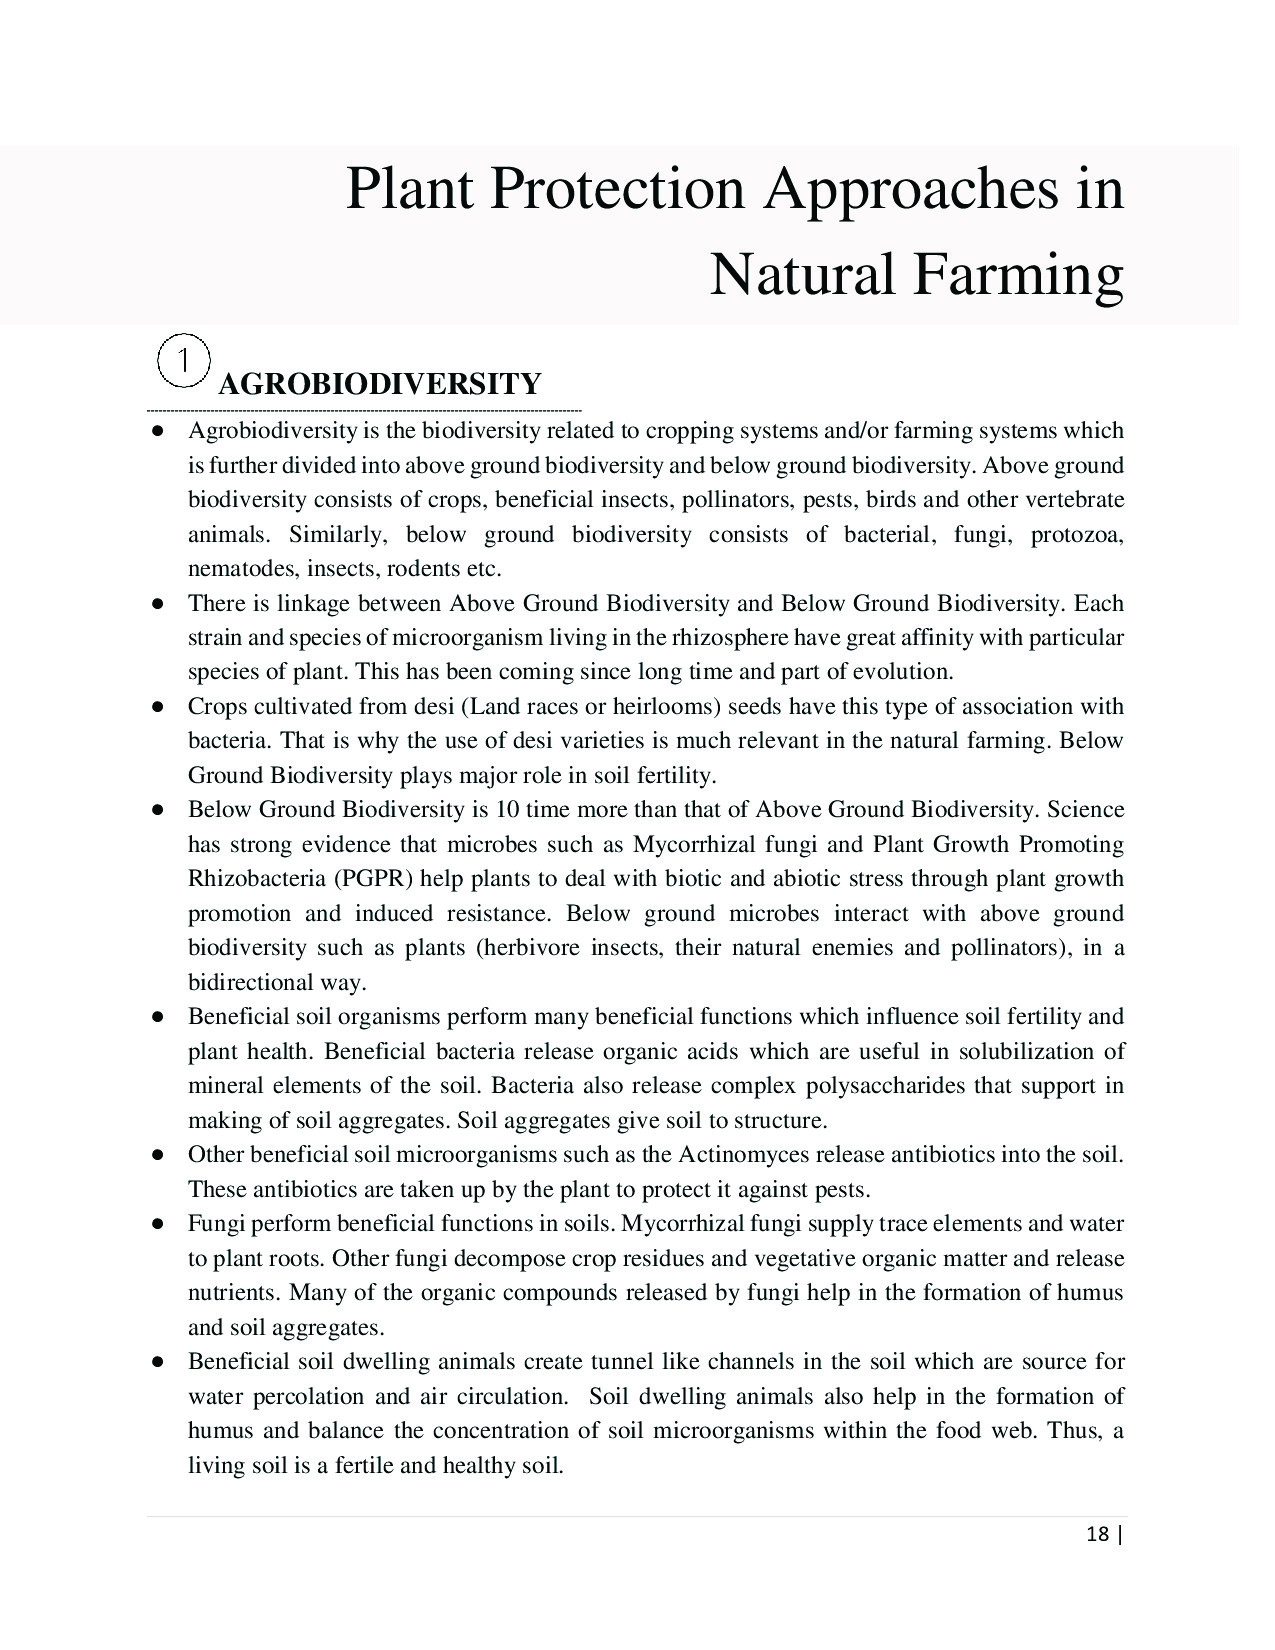 Plant Protection Approaches in
Natural Farming
1
AGROBIODIVERSITY
● Agrobiodiversity is the biodiversity related to cropping systems and/or farming systems which
is further divided into above ground biodiversity and below ground biodiversity. Above ground
biodiversity consists of crops, beneficial insects, pollinators, pests, birds and other vertebrate
animals. Similarly, below ground biodiversity consists of bacterial, fungi, protozoa,
nematodes, insects, rodents etc.
● There is linkage between Above Ground Biodiversity and Below Ground Biodiversity. Each
strain and species of microorganism living in the rhizosphere have great affinity with particular
species of plant. This has been coming since long time and part of evolution.
● Crops cultivated from desi (Land races or heirlooms) seeds have this type of association with
bacteria. That is why the use of desi varieties is much relevant in the natural farming. Below
Ground Biodiversity plays major role in soil fertility.
● Below Ground Biodiversity is 10 time more than that of Above Ground Biodiversity. Science
has strong evidence that microbes such as Mycorrhizal fungi and Plant Growth Promoting
Rhizobacteria (PGPR) help plants to deal with biotic and abiotic stress through plant growth
promotion and induced resistance. Below ground microbes interact with above ground
biodiversity such as plants (herbivore insects, their natural enemies and pollinators), in a
bidirectional way.
● Beneficial soil organisms perform many beneficial functions which influence soil fertility and
plant health. Beneficial bacteria release organic acids which are useful in solubilization of
mineral elements of the soil. Bacteria also release complex polysaccharides that support in
making of soil aggregates. Soil aggregates give soil to structure.
● Other beneficial soil microorganisms such as the Actinomyces release antibiotics into the soil.
These antibiotics are taken up by the plant to protect it against pests.
● Fungi perform beneficial functions in soils. Mycorrhizal fungi supply trace elements and water
to plant roots. Other fungi decompose crop residues and vegetative organic matter and release
nutrients. Many of the organic compounds released by fungi help in the formation of humus
and soil aggregates.
● Beneficial soil dwelling animals create tunnel like channels in the soil which are source for
water percolation and air circulation. Soil dwelling animals also help in the formation of
humus and balance the concentration of soil microorganisms within the food web. Thus, a
living soil is a fertile and healthy soil.
18 |